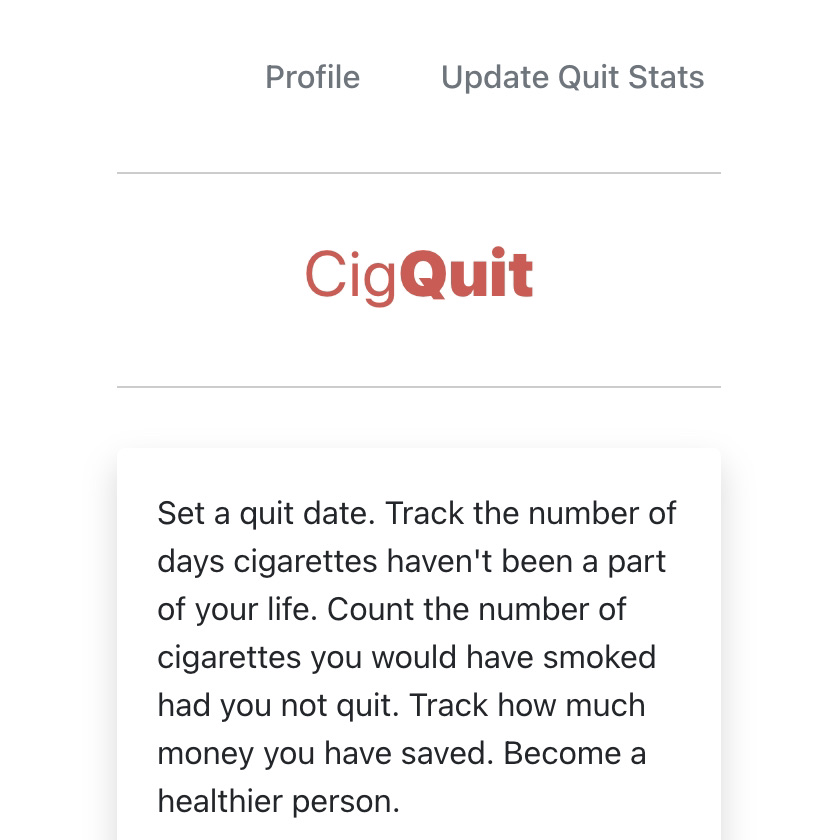 Profile Update Quit Stats
CigQuit
Set a quit date. Track the number of
days cigarettes haven't been a part
of your life. Count the number of
cigarettes you would have smoked
had you not quit. Track how much
money you have saved. Become a
healthier person.